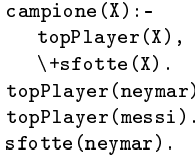 campione(X):-
topPlayer(X),
\+sfotte(X).
topPlayer(neymar)
topPlayer(messi).
sfotte(neymar).